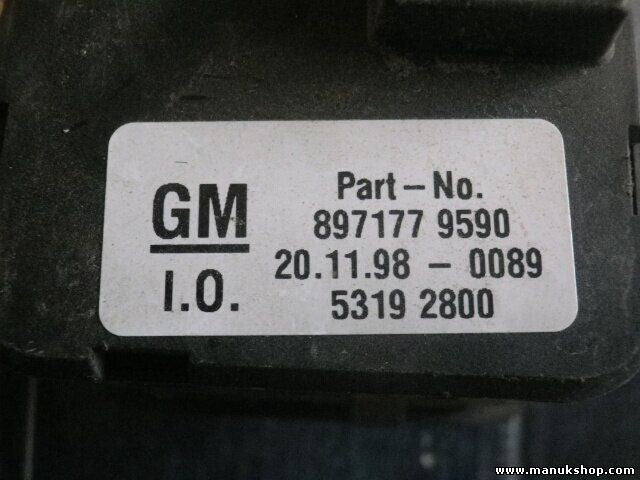 GM
I.O.
Part-No.
897177 9590
20.11.98 - 0089
5319 2800
www.manukshop.com